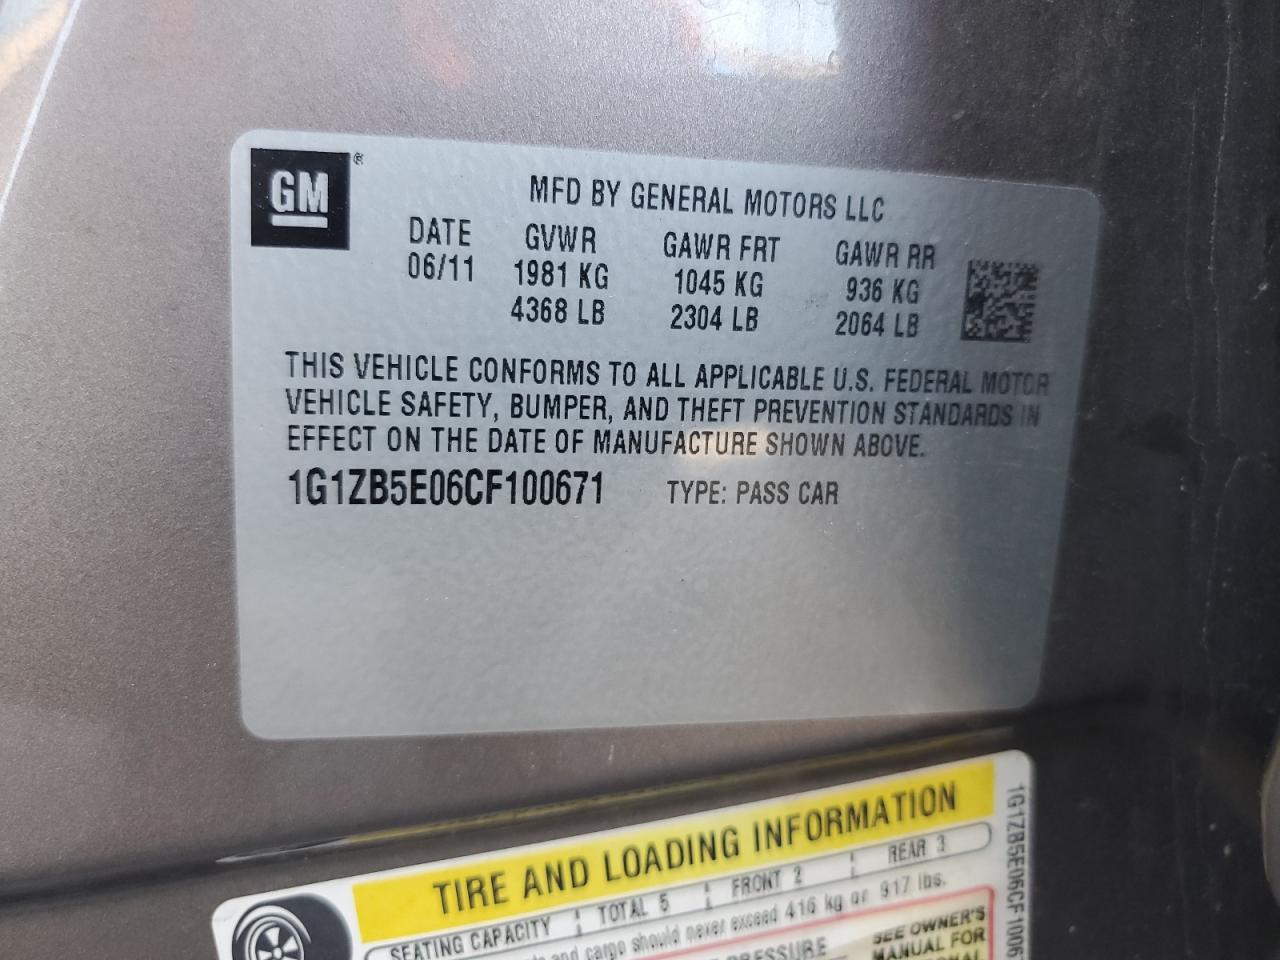 GM®
MFD BY GENERAL MOTORS LLC
DATE GVWR GAWR FRT GAWR RR
06/11 1981 KG 1045 KG 936 KG
4368 LB 2304 LB 2064 LB
THIS VEHICLE CONFORMS TO ALL APPLICABLE U.S. FEDERAL MOTOR
VEHICLE SAFETY, BUMPER, AND THEFT PREVENTION STANDARDS IN
EFFECT ON THE DATE OF MANUFACTURE SHOWN ABOVE.
1G1ZB5E06CF100671 TYPE: PASS CAR
TIRE AND LOADING INFORMATION
SEATING CAPACITY TOTAL 5 FRONT 2 REAR 3
and cargo should never exceed 416 kg or 917 lbs.
PRESSURE
SEE OWNER'S
MANUAL FOR
1G1ZB5E06CF1006